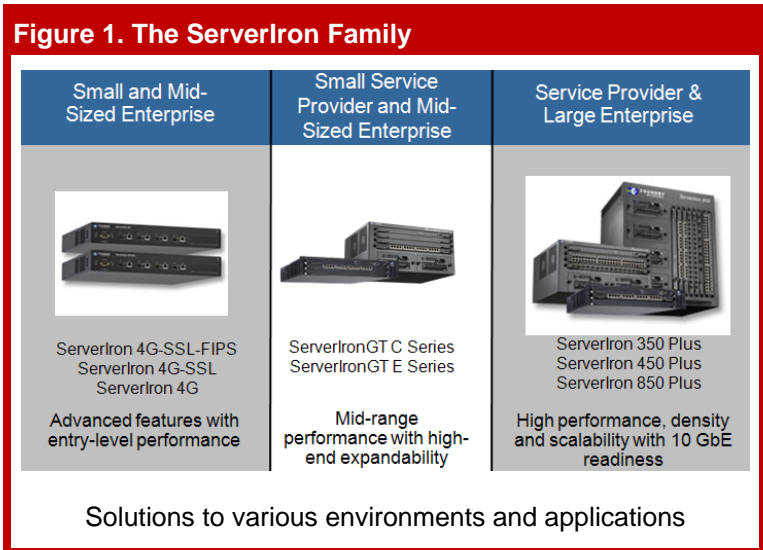 Figure 1. The ServerIron Family
Small and Mid-
Sized Enterprise
Small Service
Provider and Mid-
Sized Enterprise
Service Provider &
Large Enterprise
FOUNDRY
ServerIron 850
ServerIron 4G-SSL-FIPS
ServerIron 4G-SSL
ServerIron 4G
ServerIronGT C Series
ServerIronGT E Series
ServerIron 350 Plus
ServerIron 450 Plus
ServerIron 850 Plus
Advanced features with
entry-level performance
Mid-range
performance with high-
end expandability
High performance, density
and scalability with 10 GbE
readiness
Solutions to various environments and applications